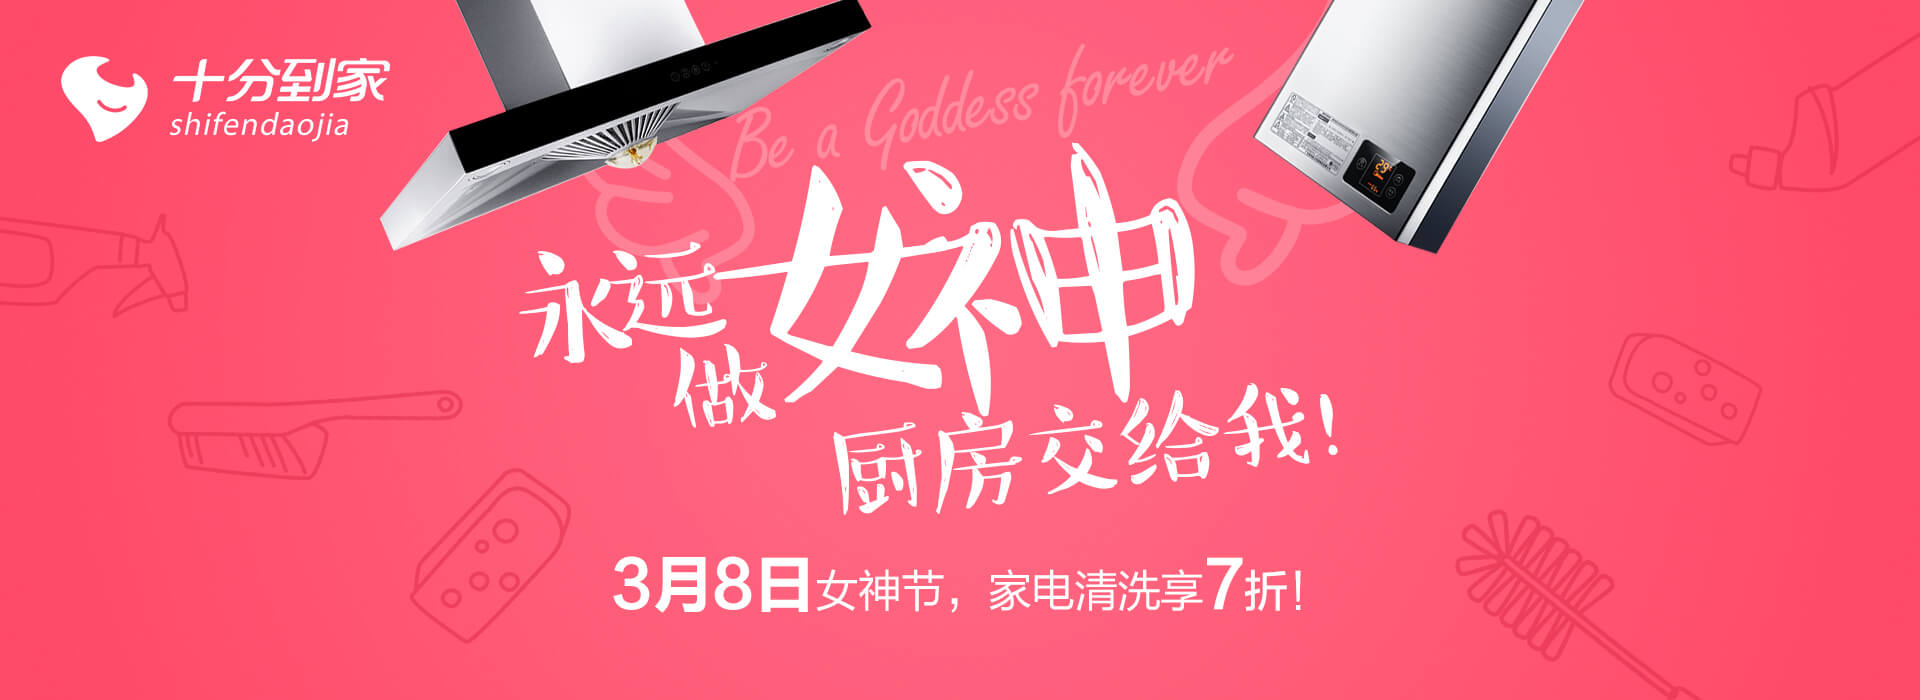 十分到家
shifendaojia
Be a Goddess forever
永远
做
女神
厨房交给我!
3月8日女神节，家电清洗享7折!